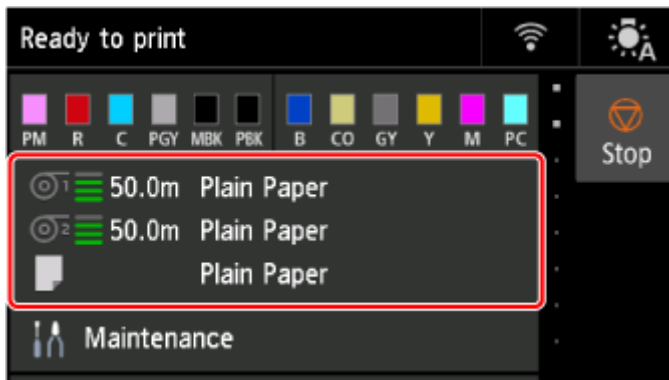 Ready to print
A
PM R C PGY MBK PBK B CO GY Y M PC
Stop
1 50.0m Plain Paper
2 50.0m Plain Paper
Plain Paper
Maintenance